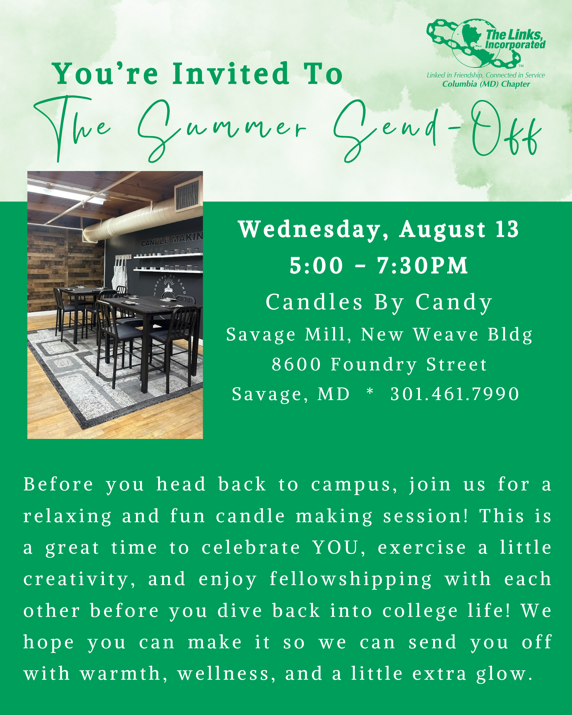 The Links,
Incorporated
Linked in Friendship, Connected in Service
Columbia (MD) Chapter
You're Invited To
The Summer Send-Off
CANDLE MAKIN
Wednesday, August 13
5:00 – 7:30PM
Candles By Candy
Savage Mill, New Weave Bldg
8600 Foundry Street
Savage, MD * 301.461.7990
Before you head back to campus, join us for a
relaxing and fun candle making session! This is
a great time to celebrate YOU, exercise a little
creativity, and enjoy fellowshipping with each
other before you dive back into college life! We
hope you can make it so we can send you off
with warmth, wellness, and a little extra glow.